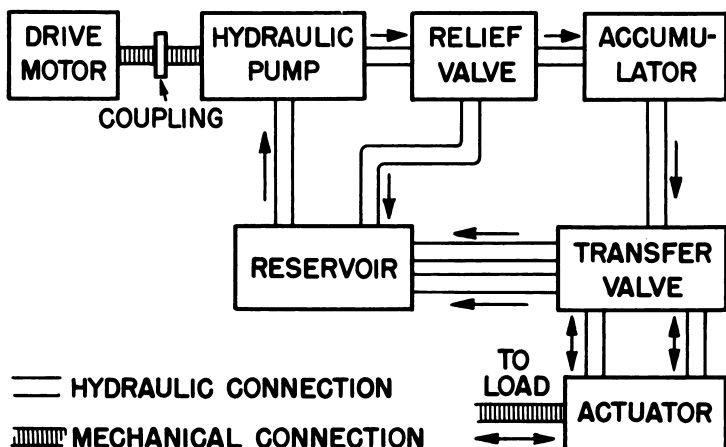 DRIVE
MOTOR
HYDRAULIC
PUMP
RELIEF
VALVE
ACCUMU-
LATOR
COUPLING
RESERVOIR
TRANSFER
VALVE
TO
LOAD
ACTUATOR
HYDRAULIC CONNECTION
MECHANICAL CONNECTION